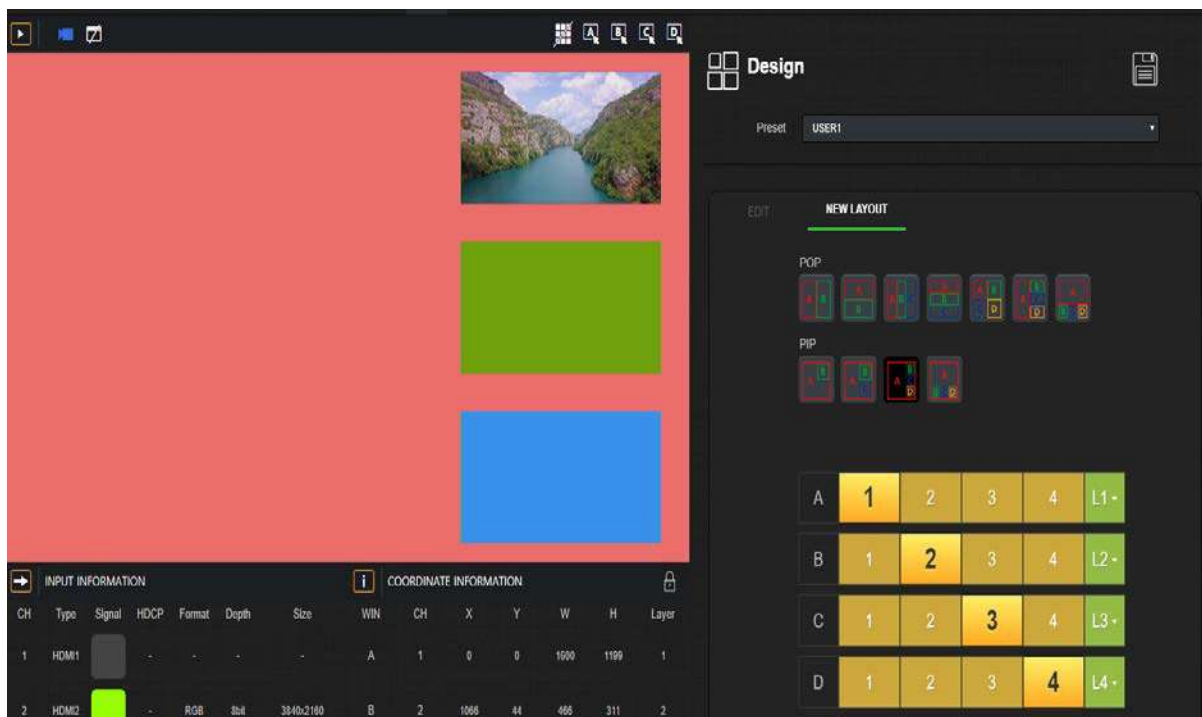 A B C D
Design
Preset USER1
EDIT NEW LAYOUT
POP
A B A B A B A B A B D A B D A B D
PIP
A B A B A B D A B D
A 1 2 3 4 L1
B 1 2 3 4 L2
C 1 2 3 4 L3
D 1 2 3 4 L4
INPUT INFORMATION
CH Type Signal HDCP Format Depth Size
1 HDMI1 - - - -
2 HDMI2 - RGB 8bit 3840x2160
i COORDINATE INFORMATION
WIN CH X Y W H Layer
A 1 0 0 1600 1199 1
B 2 1066 44 466 311 2